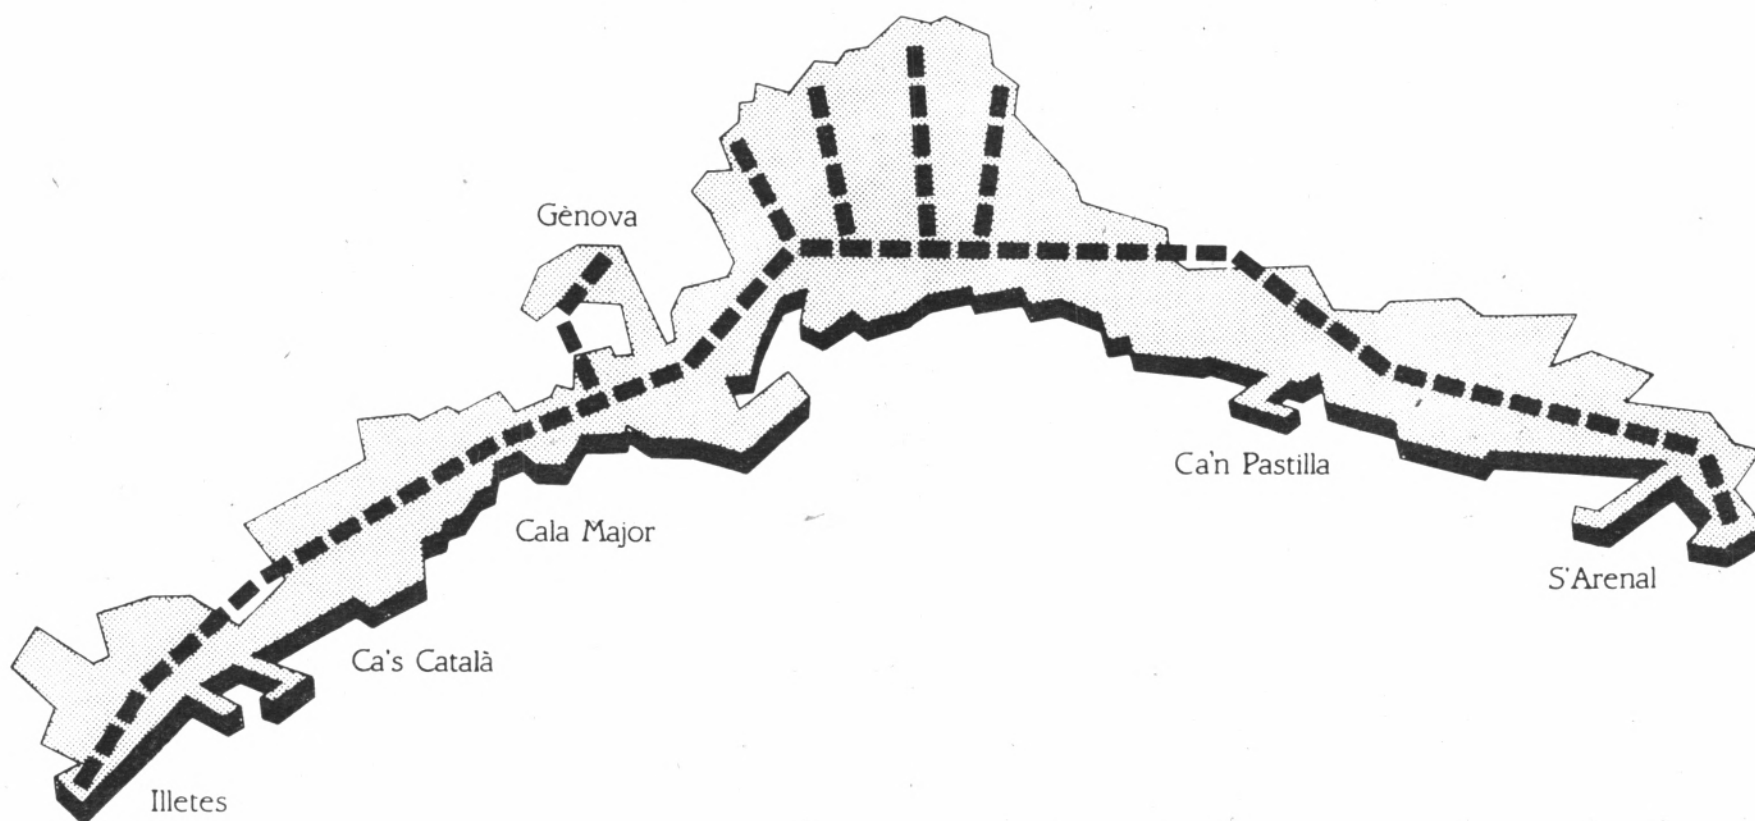 Gènova
Cala Major
Ca'n Pastilla
S'Arenal
Ca's Català
Illetes